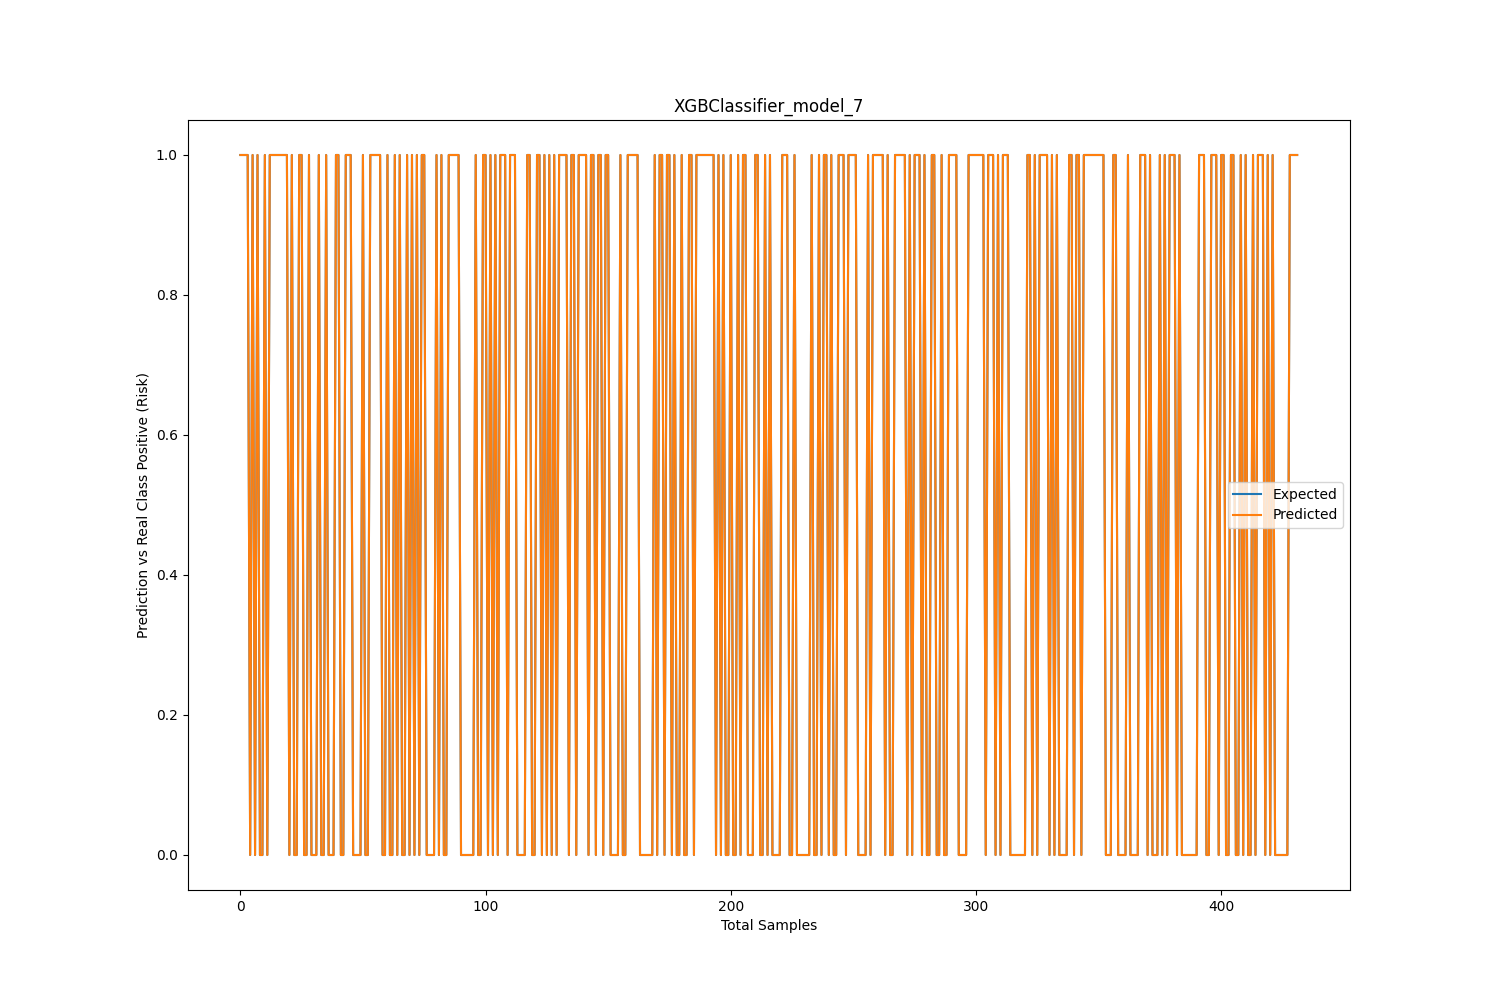 XGBClassifier_model_7
Prediction vs Real Class Positive (Risk)
1.0
0.8
0.6
0.4
0.2
0.0
Expected
Predicted
0 100 200 300 400
Total Samples